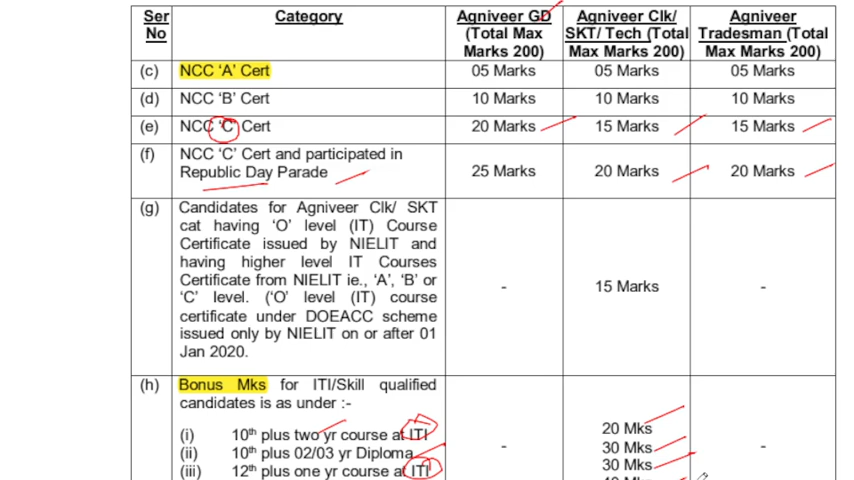 Ser No | Category | Agniveer GD (Total Max Marks 200) | Agniveer Clk/ SKT/ Tech (Total Max Marks 200) | Agniveer Tradesman (Total Max Marks 200)
(c) NCC ‘A’ Cert 05 Marks 05 Marks 05 Marks
(d) NCC ‘B’ Cert 10 Marks 10 Marks 10 Marks
(e) NCC ‘C’ Cert 20 Marks 15 Marks 15 Marks
(f) NCC ‘C’ Cert and participated in
Republic Day Parade 25 Marks 20 Marks 20 Marks
(g) Candidates for Agniveer Clk/ SKT
cat having ‘O’ level (IT) Course
Certificate issued by NIELIT and
having higher level IT Courses
Certificate from NIELIT ie., ‘A’, ‘B’ or - 15 Marks -
‘C’ level. (‘O’ level (IT) course
certificate under DOEACC scheme
issued only by NIELIT on or after 01
Jan 2020.
(h) Bonus Mks for ITI/Skill qualified
candidates is as under :-
(i) 10th plus two yr course at ITI - 20 Mks -
(ii) 10th plus 02/03 yr Diploma 30 Mks
(iii) 12th plus one yr course at ITI 30 Mks